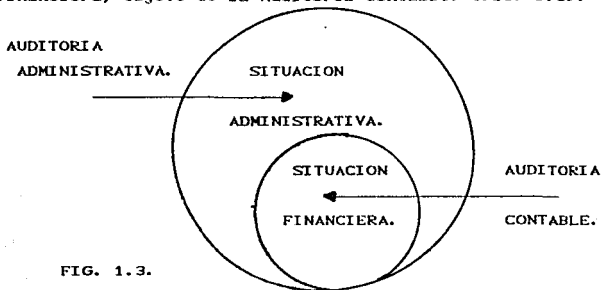 AUDITORIA
ADMINISTRATIVA.
SITUACION
ADMINISTRATIVA.
SITUACION
FINANCIERA.
AUDITORIA
CONTABLE.
FIG. 1.3.